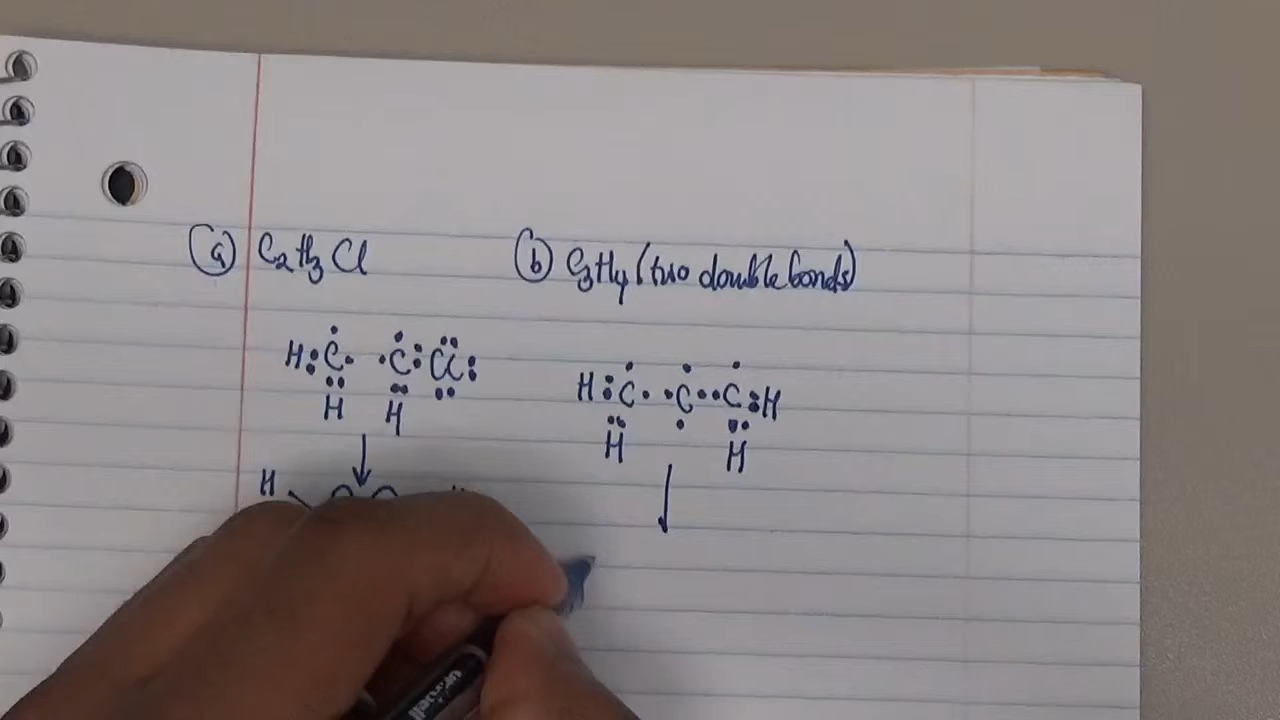 (a) C₂H₃Cl (b) C₃H₄ (two double bonds)
H:C· ·C:Cl: H:C· ·C··C:H
H H H H
H